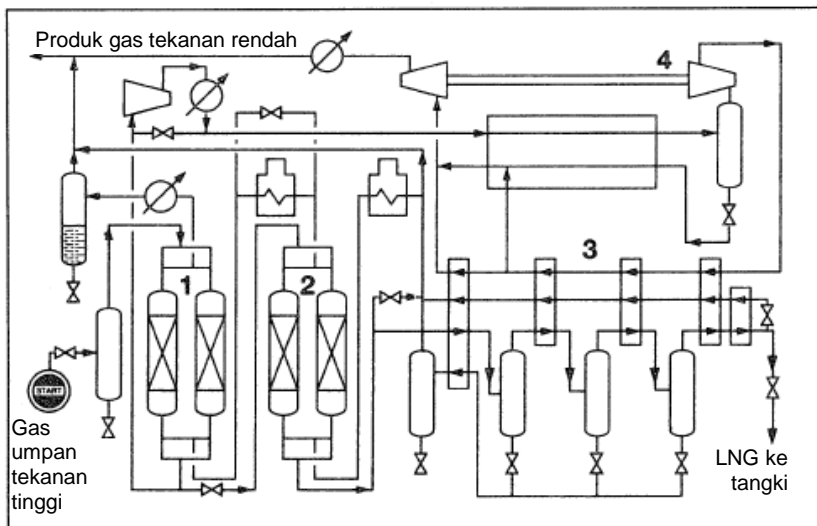 Produk gas tekanan rendah
4
3
1
2
START
Gas
umpan
tekanan
tinggi
LNG ke
tangki